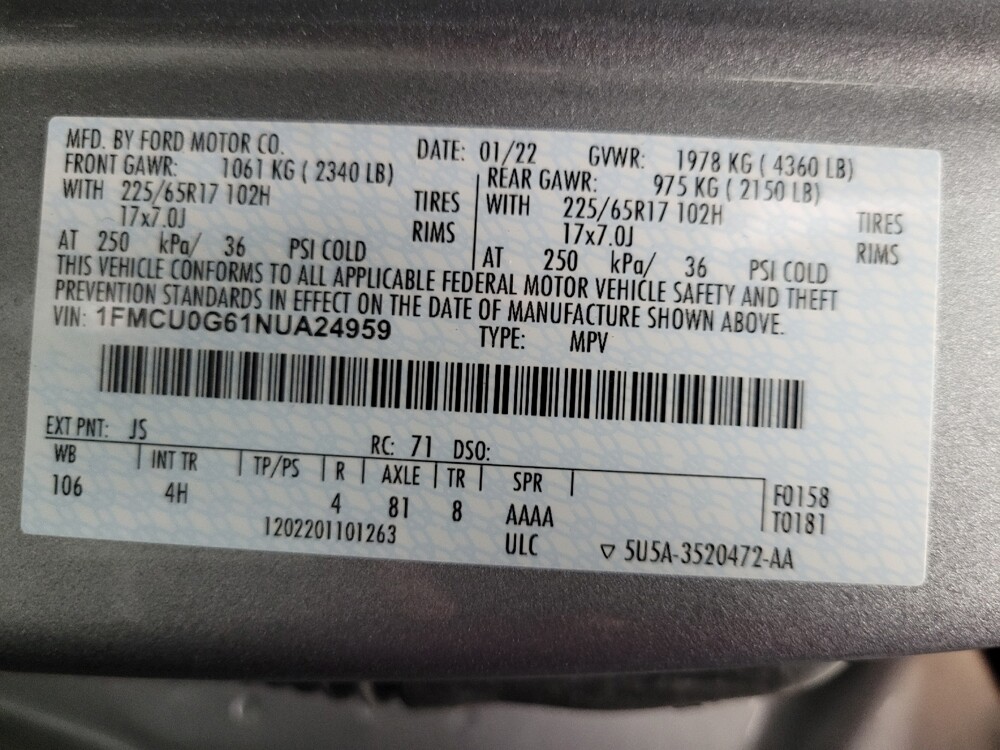 MFD. BY FORD MOTOR CO. DATE: 01/22 GVWR: 1978 KG ( 4360 LB)
FRONT GAWR: 1061 KG ( 2340 LB) REAR GAWR: 975 KG ( 2150 LB)
WITH 225/65R17 102H TIRES WITH 225/65R17 102H TIRES
17x7.0J RIMS 17x7.0J RIMS
AT 250 kPa/ 36 PSI COLD AT 250 kPa/ 36 PSI COLD
THIS VEHICLE CONFORMS TO ALL APPLICABLE FEDERAL MOTOR VEHICLE SAFETY AND THEFT
PREVENTION STANDARDS IN EFFECT ON THE DATE OF MANUFACTURE SHOWN ABOVE.
VIN: 1FMCU0G61NUA24959 TYPE: MPV
EXT PNT: JS RC: 71 DSO:
WB INT TR TP/PS R AXLE TR SPR
106 4H 4 81 8 AAAA F0158
T0181
1202201101263 ULC ▽ 5U5A-3520472-AA